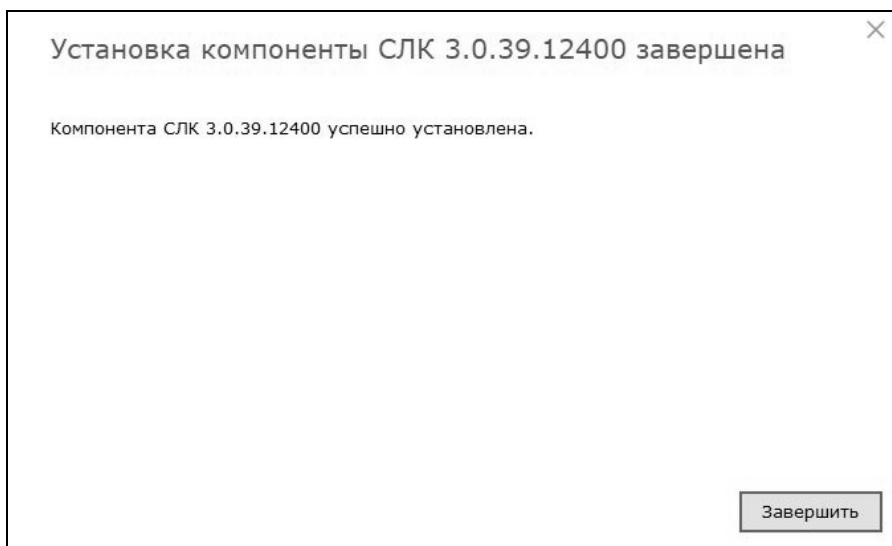 Установка компоненты СЛК 3.0.39.12400 завершена
Компонента СЛК 3.0.39.12400 успешно установлена.
Завершить